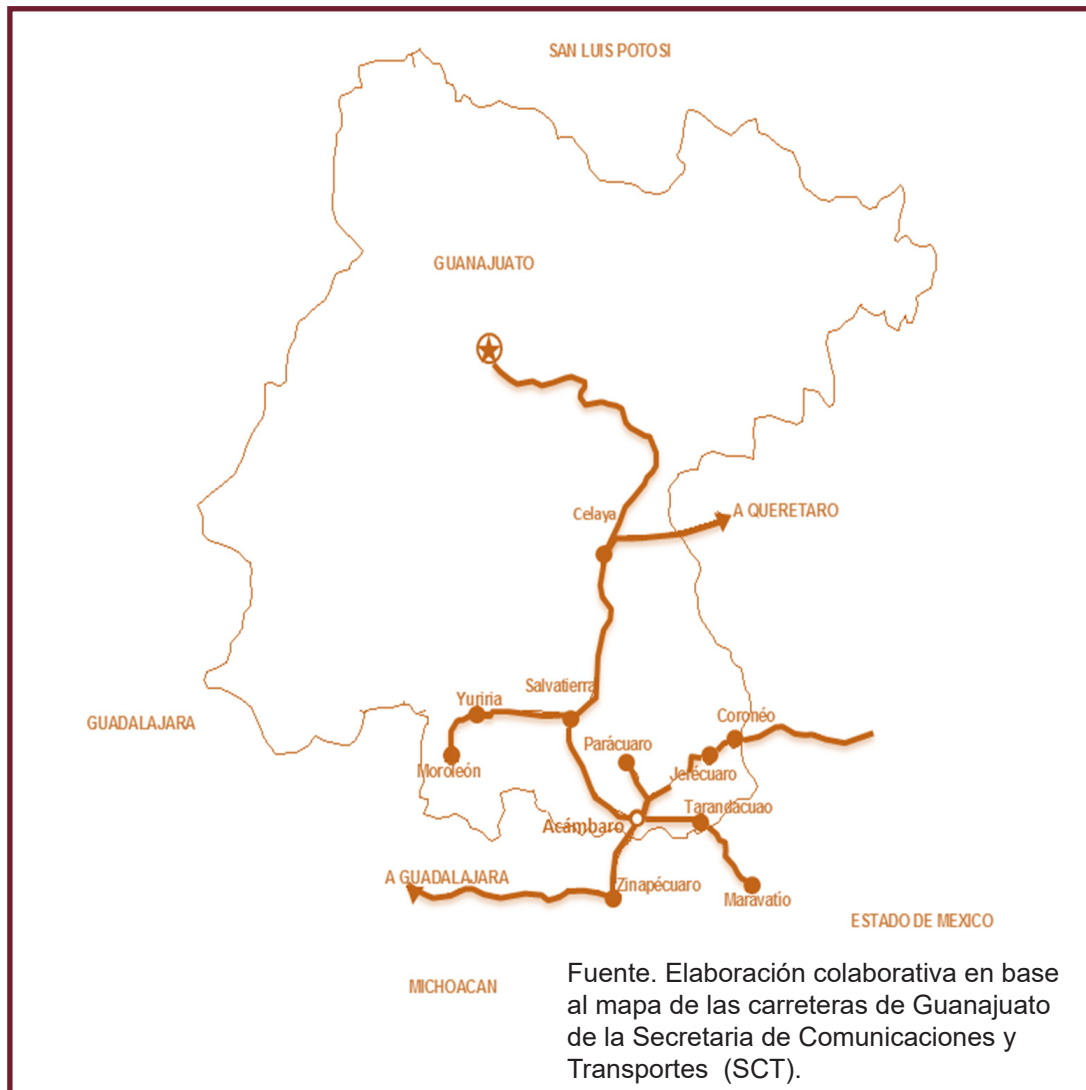 SAN LUIS POTOSI
GUANAJUATO
Celaya
A QUERETARO
Salvatierra
Yuriria
GUADALAJARA
Coronéo
Parácuaro
Moroleón
Jerécuaro
Tarandacuao
Acámbaro
A GUADALAJARA
Zinapécuaro
Maravatio
ESTADO DE MEXICO
MICHOACAN
Fuente. Elaboración colaborativa en base
al mapa de las carreteras de Guanajuato
de la Secretaria de Comunicaciones y
Transportes (SCT).